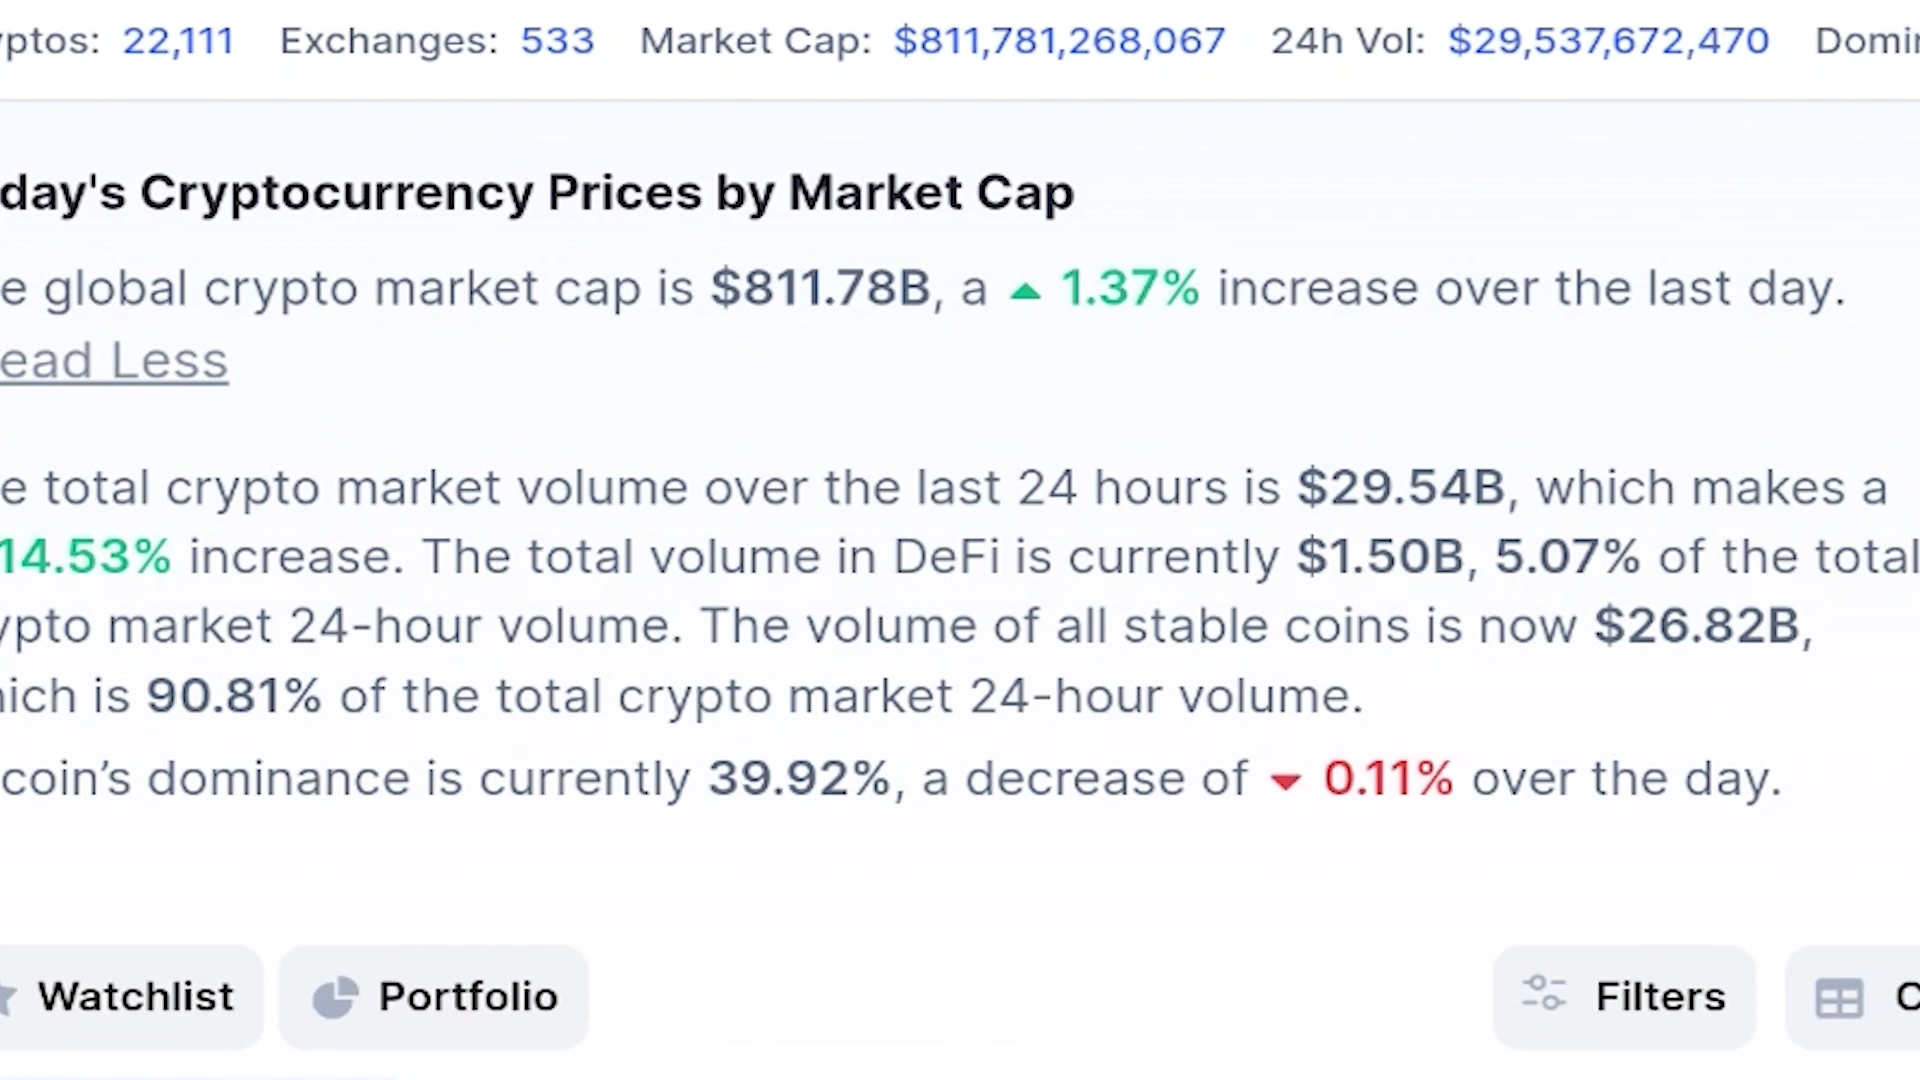 yptos: 22,111 Exchanges: 533 Market Cap: $811,781,268,067 24h Vol: $29,537,672,470 Domin
day's Cryptocurrency Prices by Market Cap
e global crypto market cap is $811.78B, a ▲ 1.37% increase over the last day.
ead Less
e total crypto market volume over the last 24 hours is $29.54B, which makes a
14.53% increase. The total volume in DeFi is currently $1.50B, 5.07% of the total
ypto market 24-hour volume. The volume of all stable coins is now $26.82B,
hich is 90.81% of the total crypto market 24-hour volume.
coin’s dominance is currently 39.92%, a decrease of ▼ 0.11% over the day.
Watchlist Portfolio Filters C